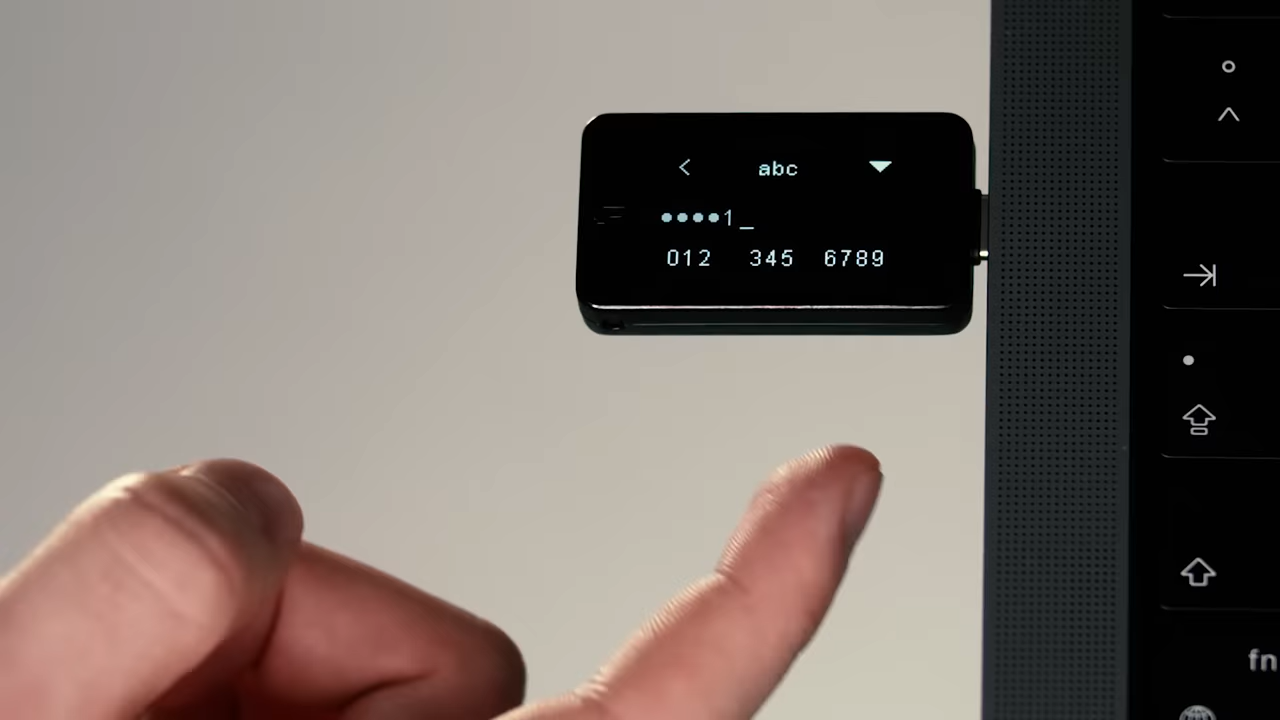 < abc
●●●●1_
012 345 6789
fn